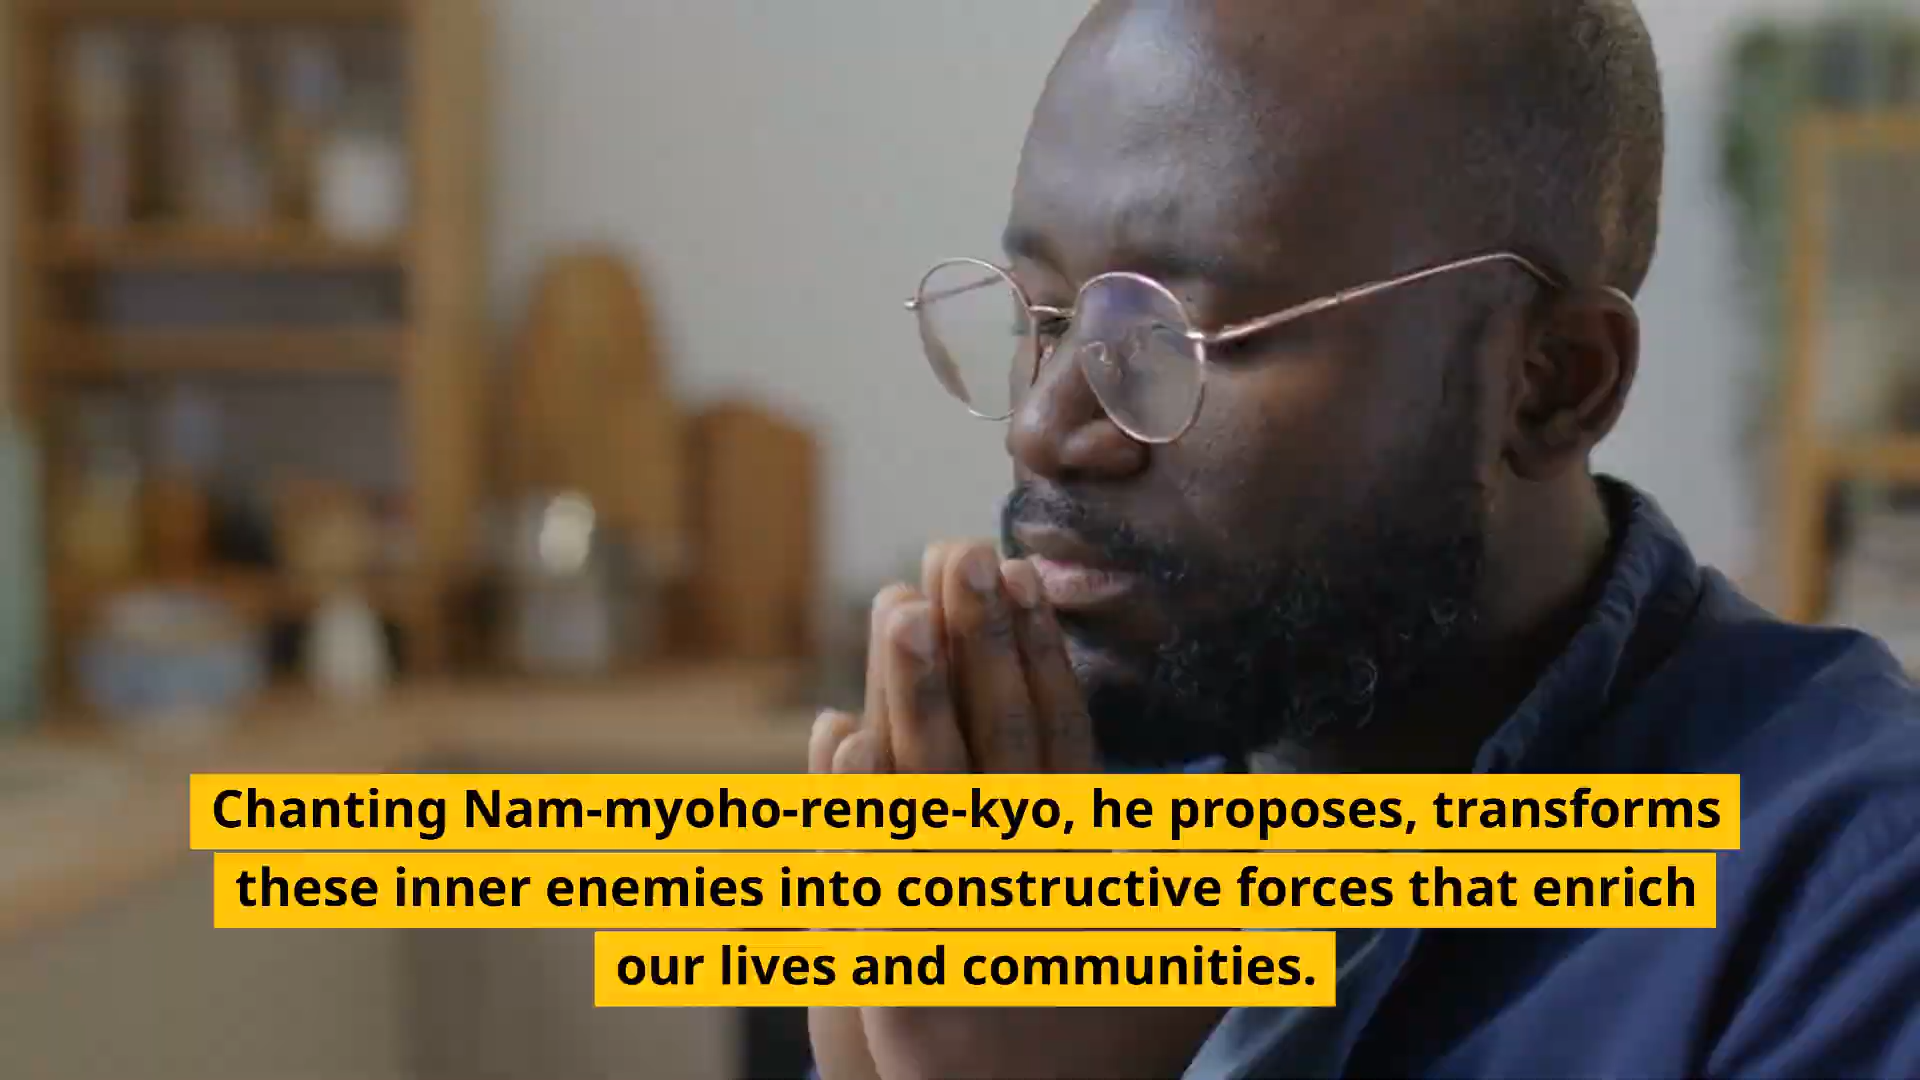 Chanting Nam-myoho-renge-kyo, he proposes, transforms
these inner enemies into constructive forces that enrich
our lives and communities.